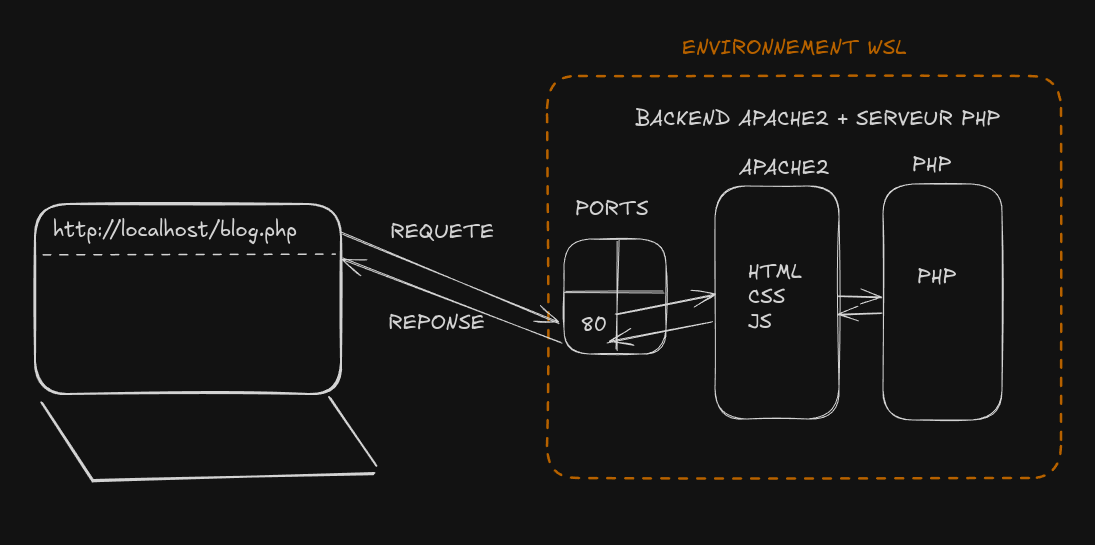 ENVIRONNEMENT WSL
BACKEND APACHE2 + SERVEUR PHP
APACHE2
PHP
PORTS
http://localhost/blog.php
REQUETE
REPONSE
80
HTML
CSS
JS
PHP